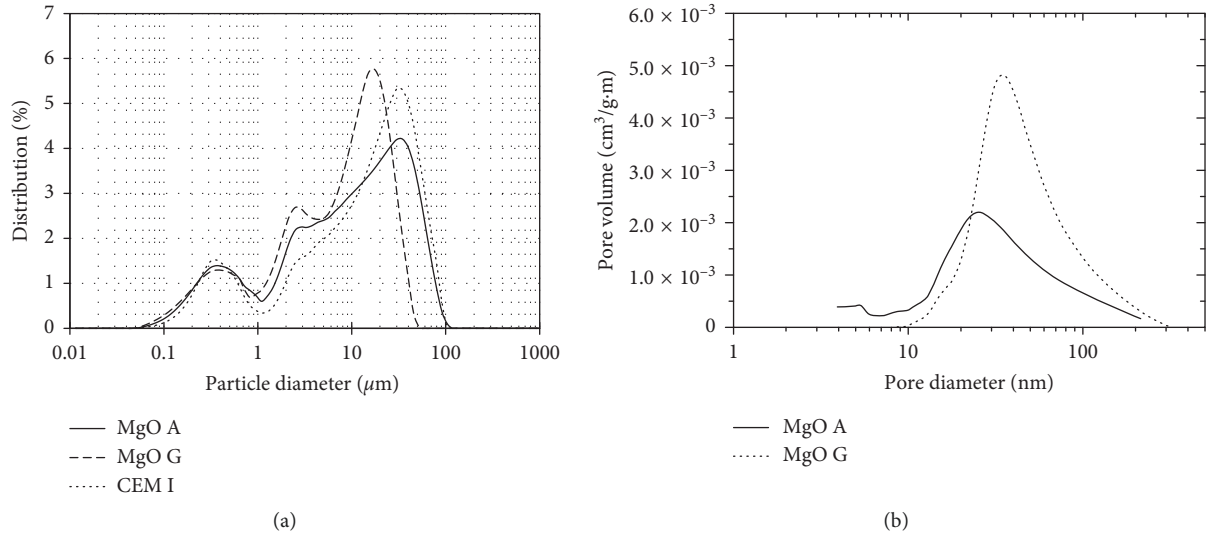 7
6
5
4
3
2
1
0
Distribution (%)
0.01 0.1 1 10 100 1000
Particle diameter (μm)
MgO A
MgO G
CEM I
(a)
6.0 × 10⁻³
5.0 × 10⁻³
4.0 × 10⁻³
3.0 × 10⁻³
2.0 × 10⁻³
1.0 × 10⁻³
0
Pore volume (cm³/g·m)
1 10 100
Pore diameter (nm)
MgO A
MgO G
(b)